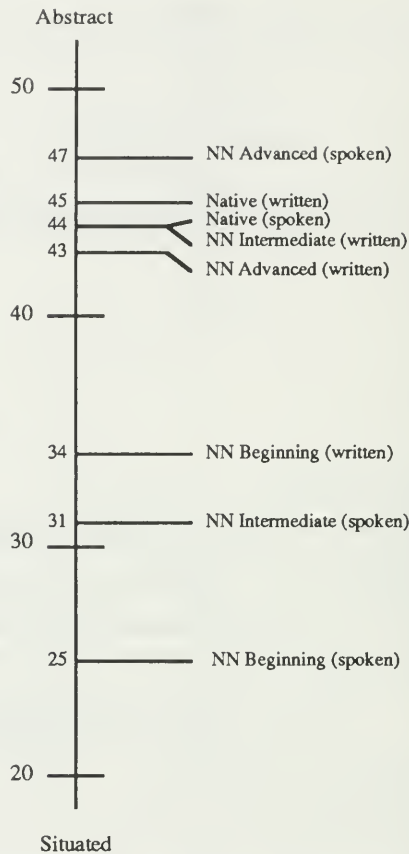 Abstract
50
47 NN Advanced (spoken)
45 Native (written)
44 Native (spoken)
NN Intermediate (written)
43 NN Advanced (written)
40
34 NN Beginning (written)
31 NN Intermediate (spoken)
30
25 NN Beginning (spoken)
20
Situated